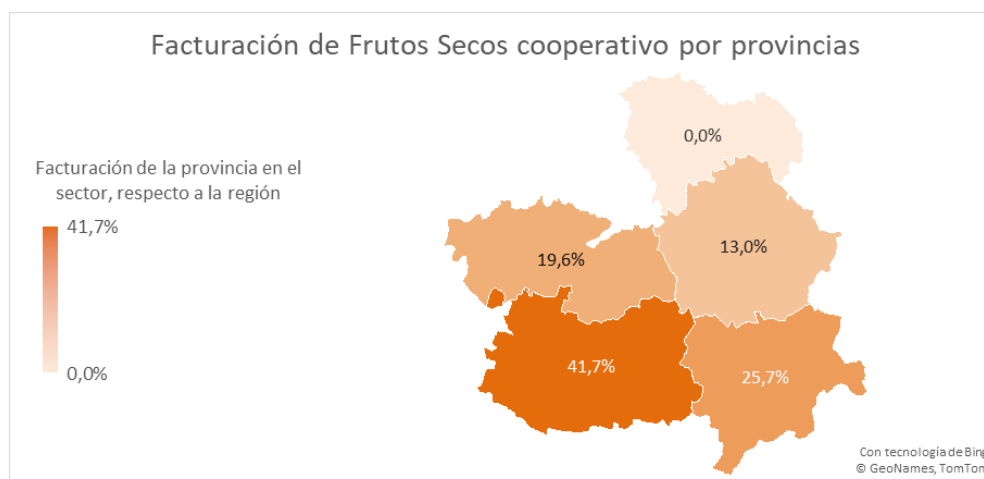 Facturación de Frutos Secos cooperativo por provincias
Facturación de la provincia en el
sector, respecto a la región
41,7%
0,0%
0,0%
13,0%
19,6%
41,7%
25,7%
Con tecnología de Bing
© GeoNames, TomTom